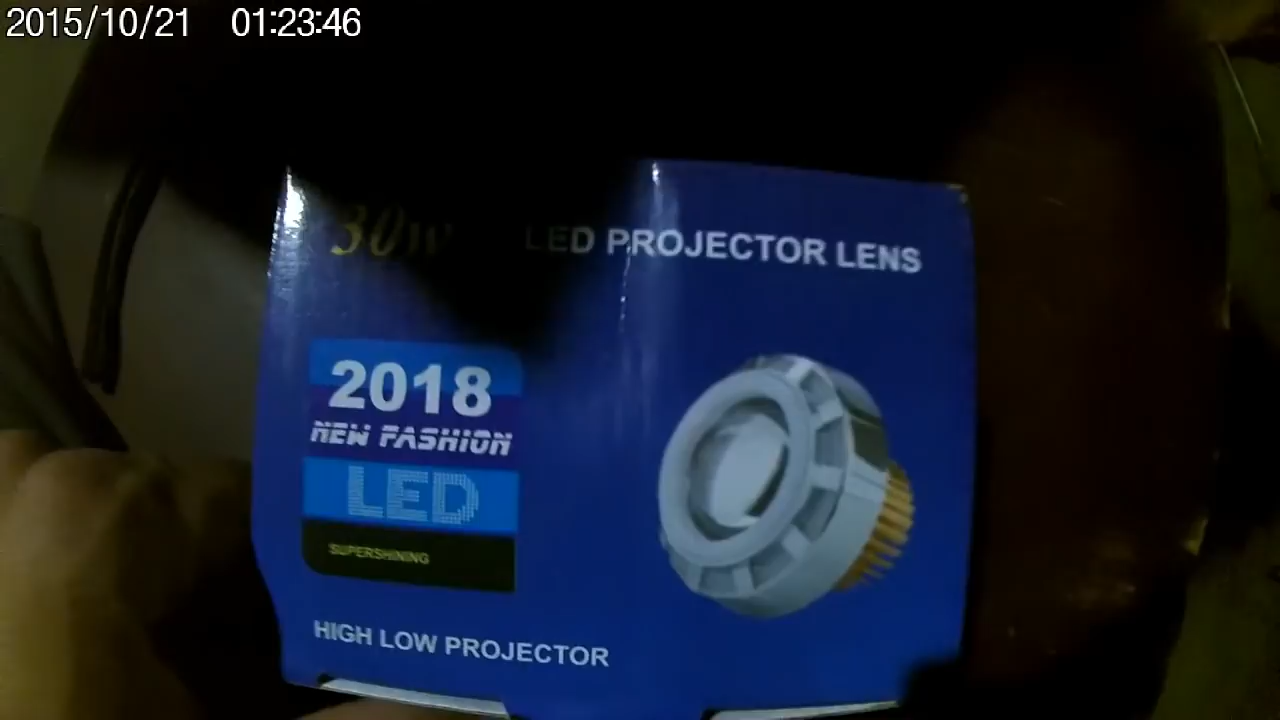 2015/10/21 01:23:46
30W LED PROJECTOR LENS
2018
NEW FASHION
LED
SUPERSHINING
HIGH LOW PROJECTOR